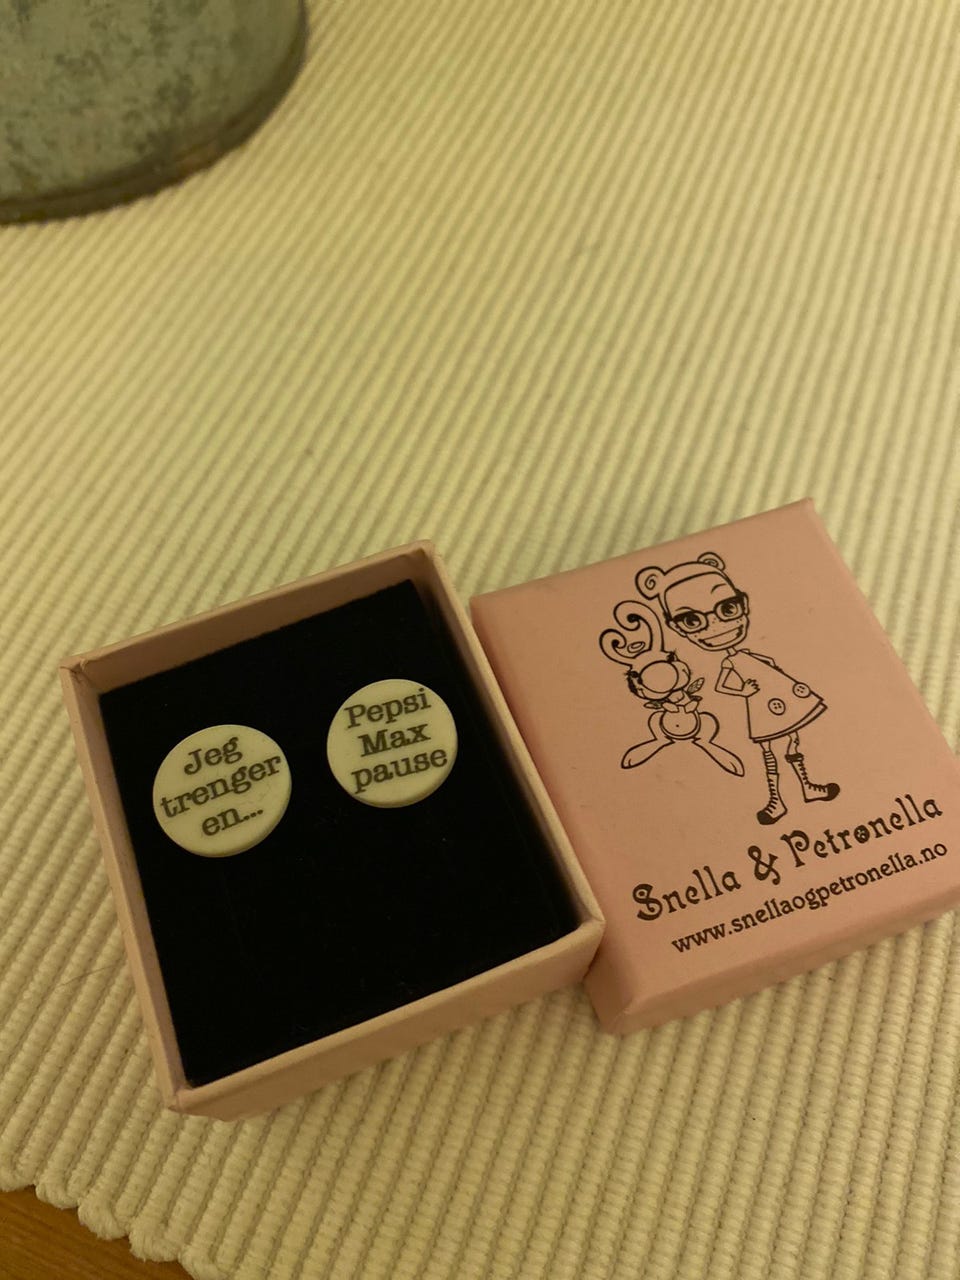 Jeg
trenger
en...
Pepsi
Max
pause
Snella & Petronella
www.snellaogpetronella.no